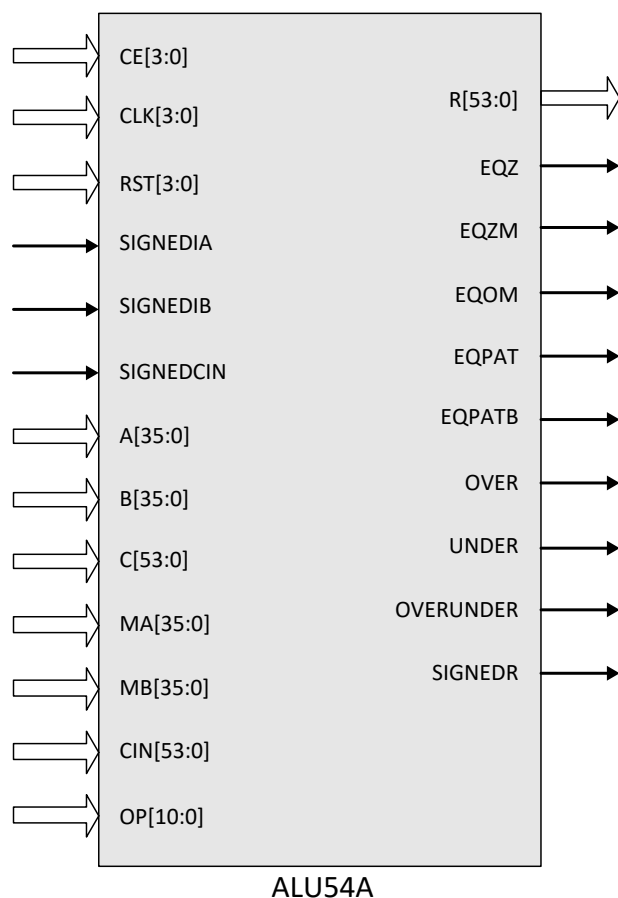 CE[3:0]
CLK[3:0]
RST[3:0]
SIGNEDIA
SIGNEDIB
SIGNEDCIN
A[35:0]
B[35:0]
C[53:0]
MA[35:0]
MB[35:0]
CIN[53:0]
OP[10:0]
R[53:0]
EQZ
EQZM
EQOM
EQPAT
EQPATB
OVER
UNDER
OVERUNDER
SIGNEDR
ALU54A